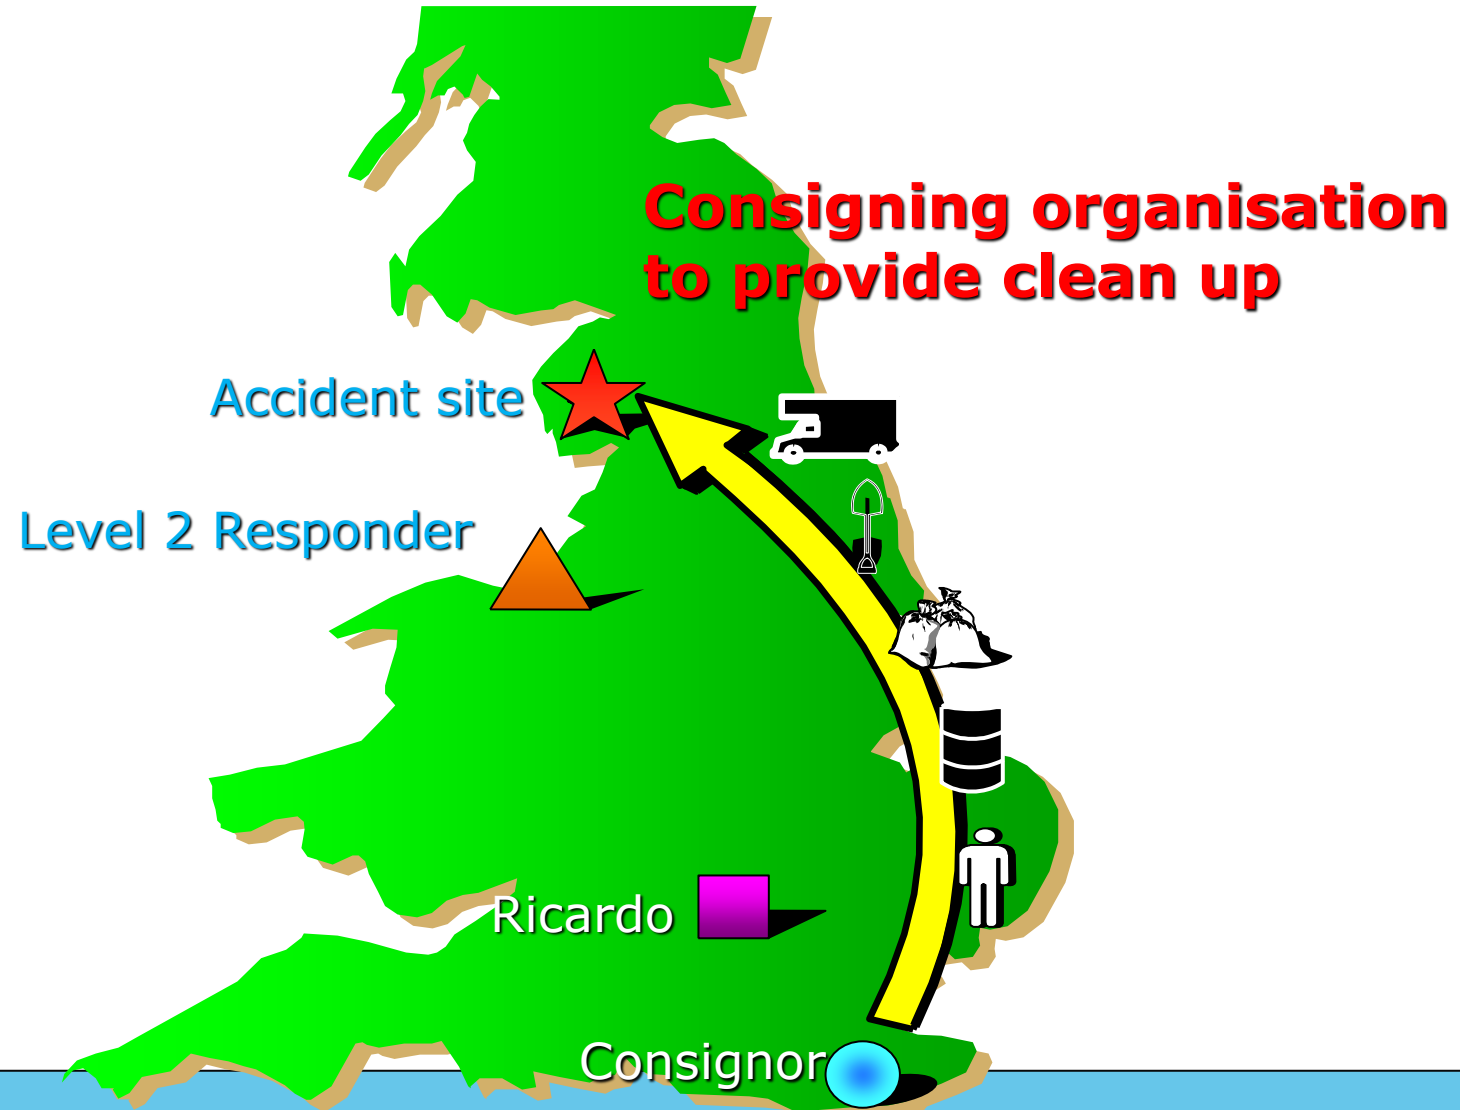 Consigning organisation
to provide clean up
Accident site
Level 2 Responder
Ricardo
Consignor